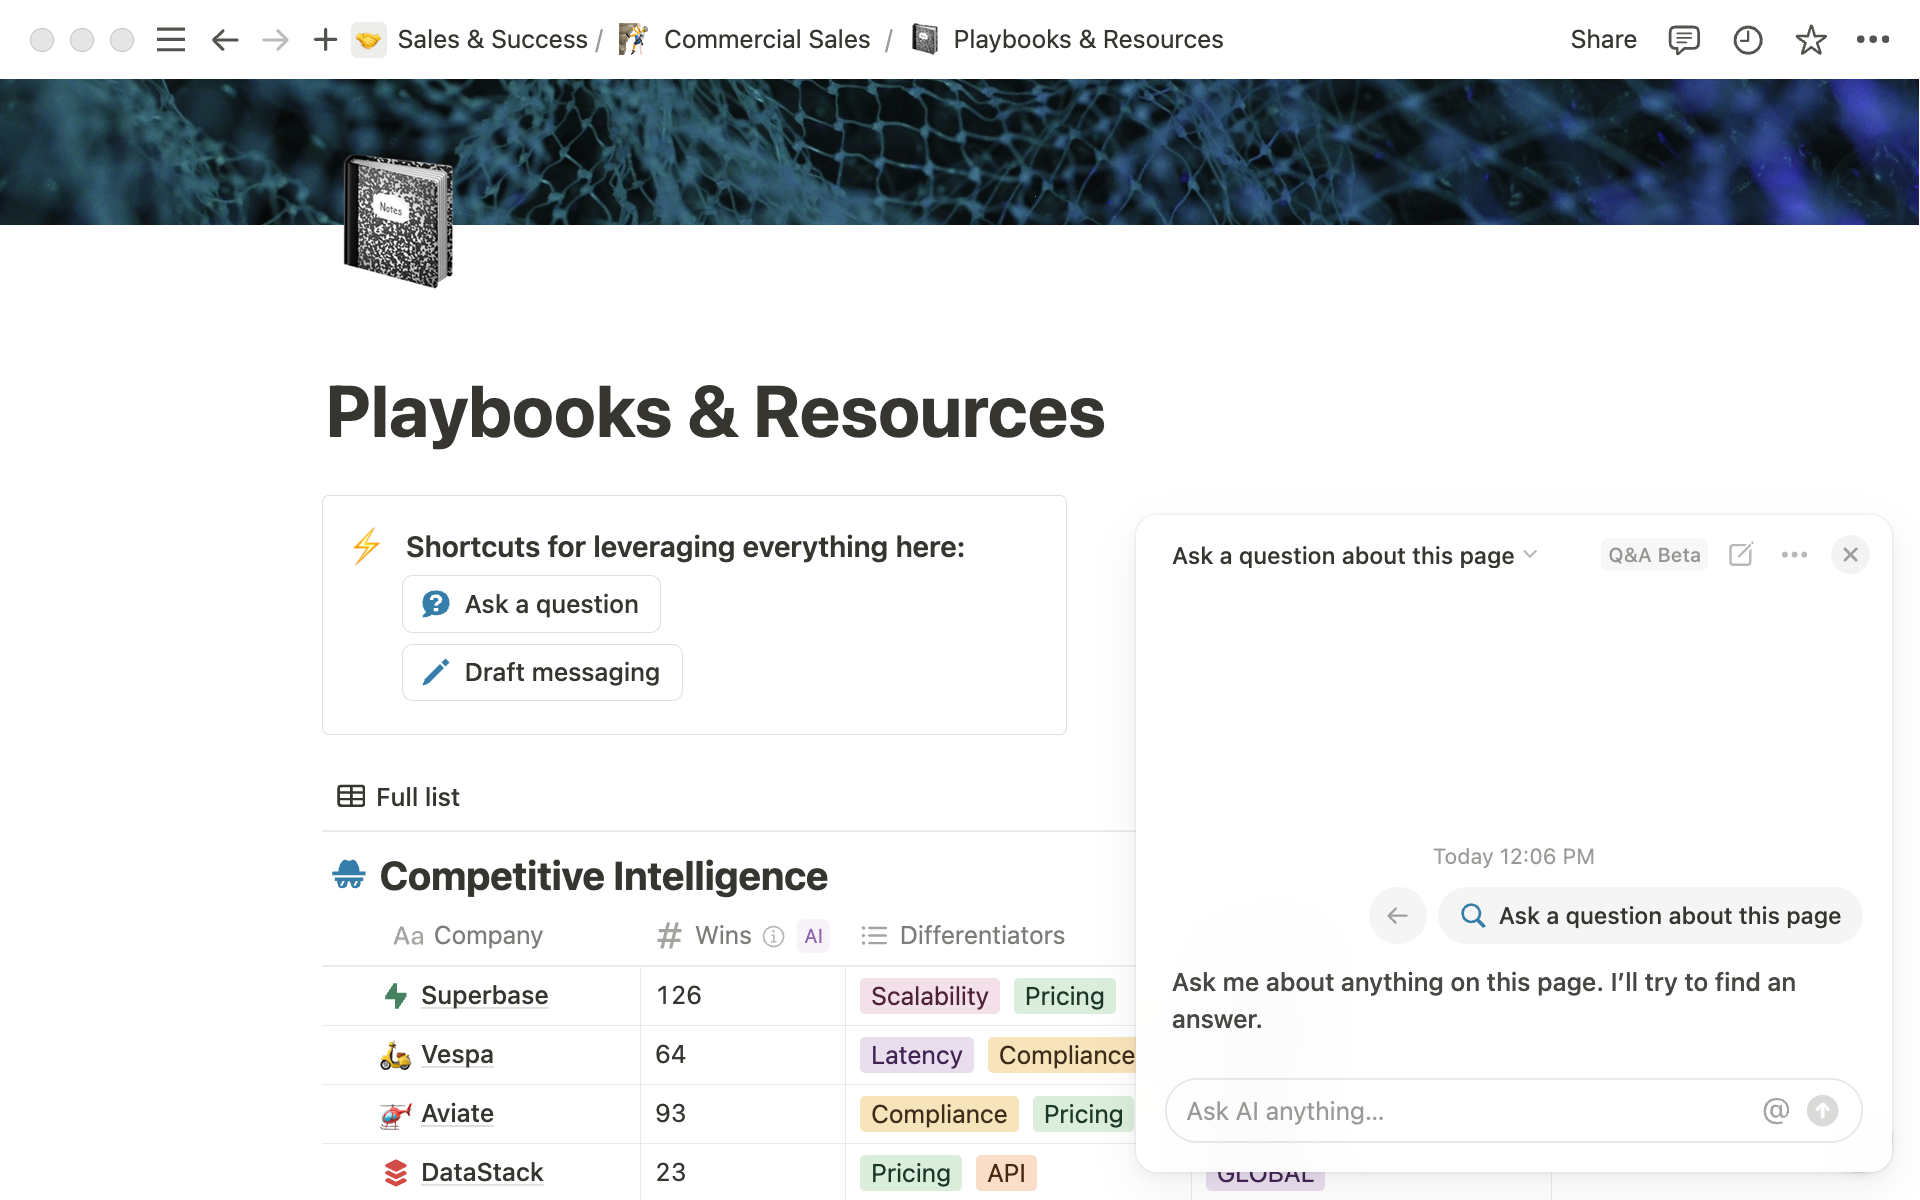 Sales & Success / Commercial Sales / Playbooks & Resources
Share
Notes
Playbooks & Resources
Shortcuts for leveraging everything here:
Ask a question
Draft messaging
Full list
Competitive Intelligence
Aa Company Wins AI Differentiators
Superbase 126 Scalability Pricing
Vespa 64 Latency Compliance
Aviate 93 Compliance Pricing
DataStack 23 Pricing API GLOBAL
Ask a question about this page
Q&A Beta
Today 12:06 PM
Ask a question about this page
Ask me about anything on this page. I’ll try to find an
answer.
Ask AI anything... @